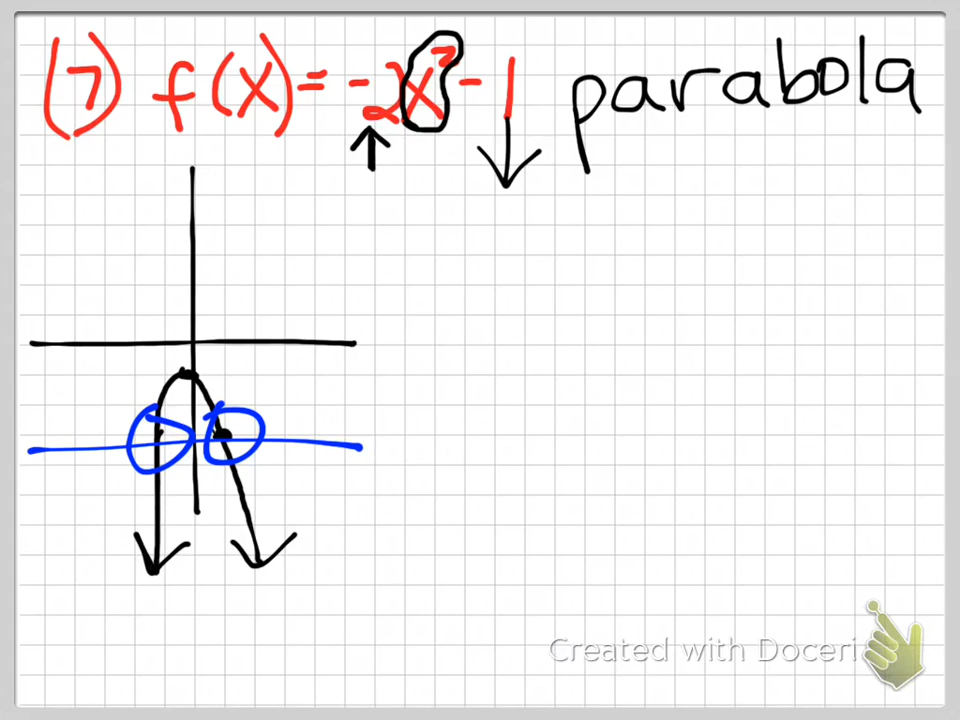 (7) f(x)= -2x² - 1 parabola
Created with Doceri